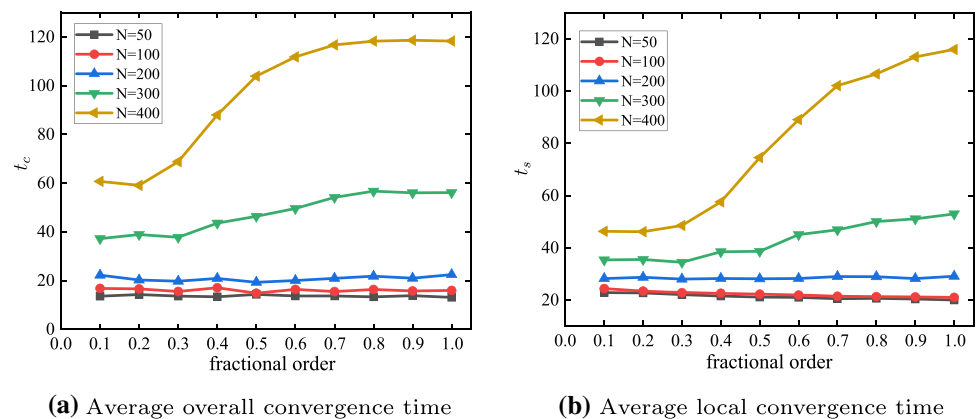 N=50
N=100
N=200
N=300
N=400
120
100
80
60
40
20
0
t_c
0.0 0.1 0.2 0.3 0.4 0.5 0.6 0.7 0.8 0.9 1.0
fractional order
(a) Average overall convergence time
N=50
N=100
N=200
N=300
N=400
120
100
80
60
40
20
t_s
0.0 0.1 0.2 0.3 0.4 0.5 0.6 0.7 0.8 0.9 1.0
fractional order
(b) Average local convergence time